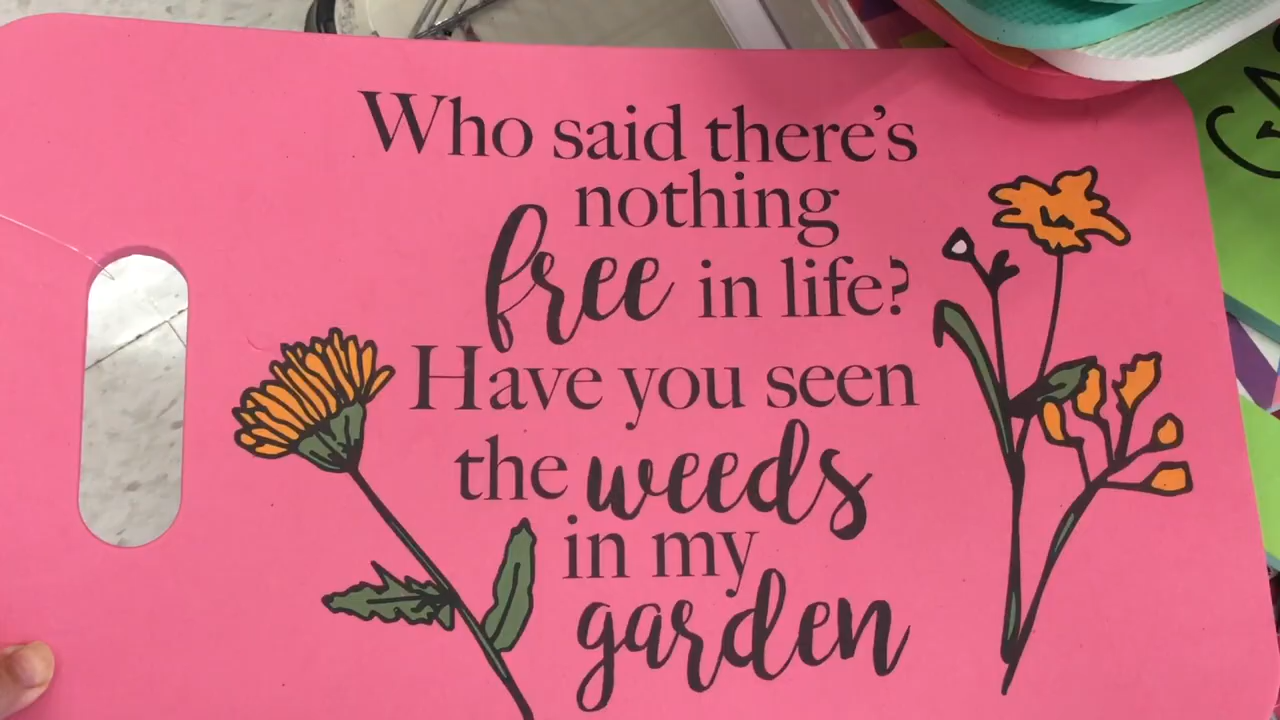 Who said there's
nothing
free in life?
Have you seen
the weeds
in my
garden